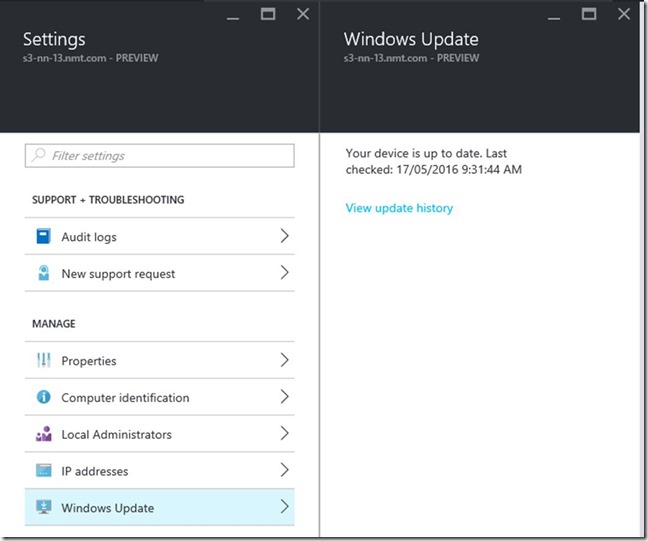 Settings
s3-nn-13.nmt.com - PREVIEW
Filter settings
SUPPORT + TROUBLESHOOTING
Audit logs
New support request
MANAGE
Properties
Computer identification
Local Administrators
IP addresses
Windows Update
Windows Update
s3-nn-13.nmt.com - PREVIEW
Your device is up to date. Last
checked: 17/05/2016 9:31:44 AM
View update history